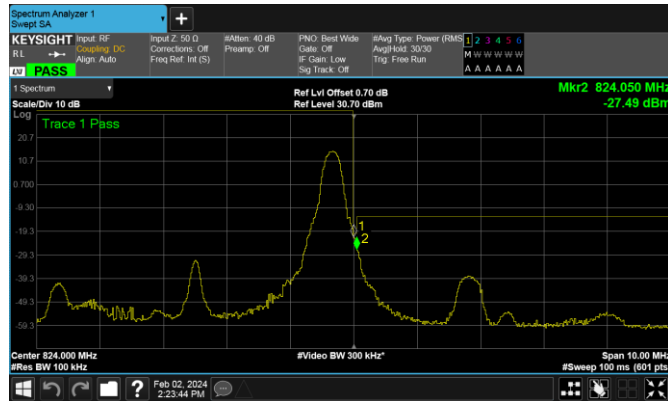 Spectrum Analyzer 1
Swept SA
+
KEYSIGHT Input: RF Input Z: 50 Ω #Atten: 40 dB PNO: Best Wide #Avg Type: Power (RMS 1 2 3 4 5 6
RL Coupling: DC Corrections: Off Preamp: Off Gate: Off Avg|Hold: 30/30 M W W W W W
Align: Auto Freq Ref: Int (S) IF Gain: Low Trig: Free Run
LXI PASS Sig Track: Off A A A A A A
1 Spectrum Ref Lvl Offset 0.70 dB Mkr2 824.050 MHz
Scale/Div 10 dB Ref Level 30.70 dBm -27.49 dBm
Log
Trace 1 Pass
20.7
10.7
0.700
-9.30
-19.3
1
2
-29.3
-39.3
-49.3
-59.3
Center 824.000 MHz #Video BW 300 kHz* Span 10.00 MHz
#Res BW 100 kHz #Sweep 100 ms (601 pts
? Feb 02, 2024
2:23:44 PM